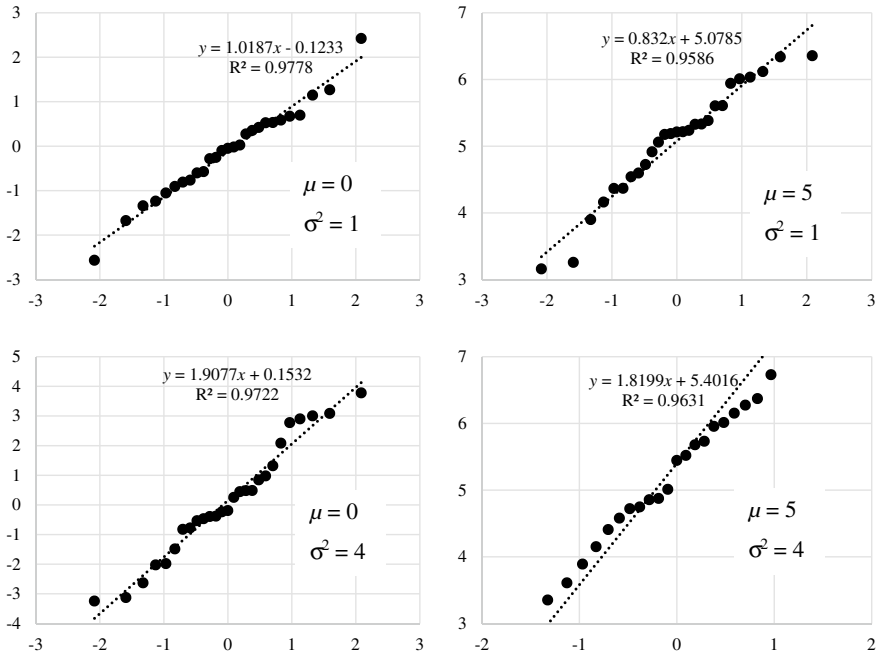 3
2
1
0
-1
-2
-3
-3 -2 -1 0 1 2 3
y = 1.0187x - 0.1233
R² = 0.9778
μ = 0
σ² = 1
7
6
5
4
3
-3 -2 -1 0 1 2 3
y = 0.832x + 5.0785
R² = 0.9586
μ = 5
σ² = 1
5
4
3
2
1
0
-1
-2
-3
-4
-3 -2 -1 0 1 2 3
y = 1.9077x + 0.1532
R² = 0.9722
μ = 0
σ² = 4
7
6
5
4
3
-2 -1 0 1 2
y = 1.8199x + 5.4016
R² = 0.9631
μ = 5
σ² = 4